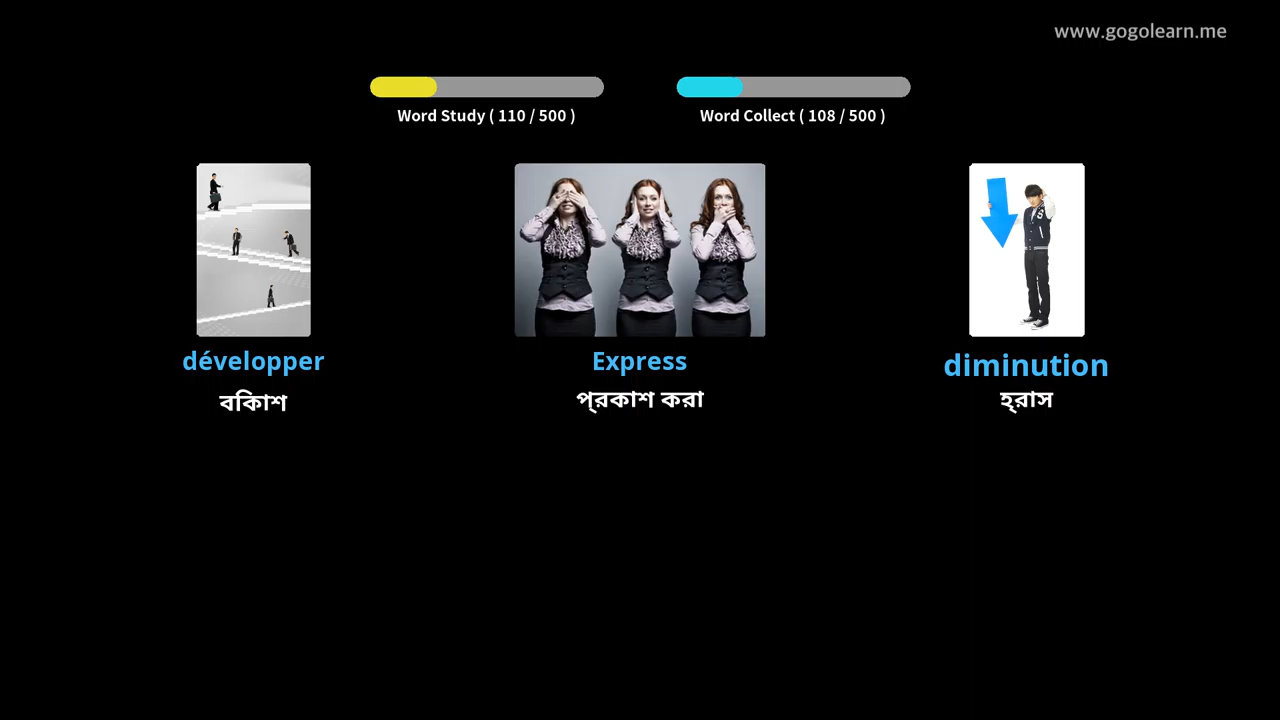 www.gogolearn.me
Word Study ( 110 / 500 )
Word Collect ( 108 / 500 )
développer
Express
diminution
বিকাশ
প্রকাশ করা
হ্রাস